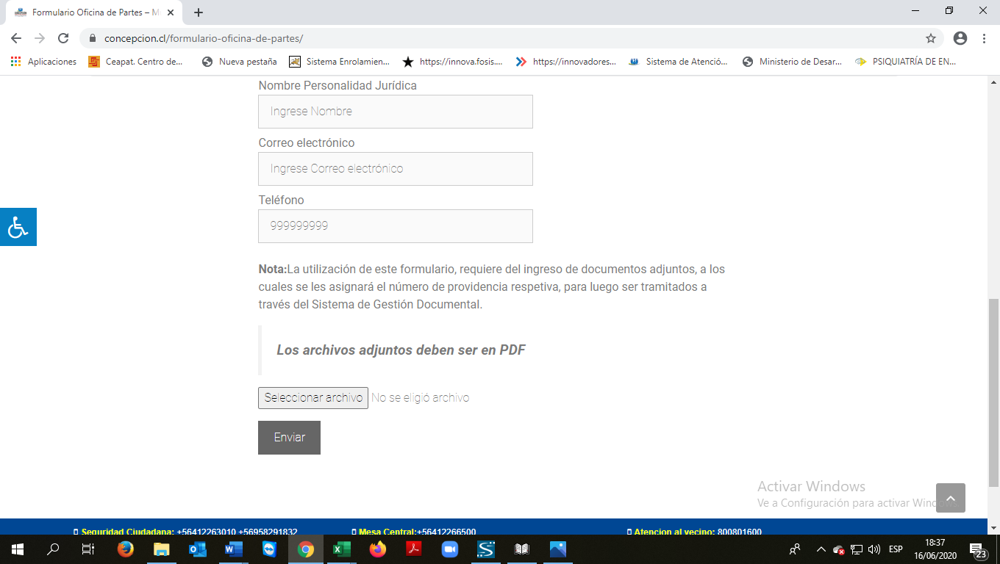 Formulario Oficina de Partes – M
concepcion.cl/formulario-oficina-de-partes/
Aplicaciones
Ceapat. Centro de...
Nueva pestaña
Sistema Enrolamien...
https://innova.fosis....
https://innovadores...
Sistema de Atenció...
Ministerio de Desar...
PSIQUIATRÍA DE EN...
Nombre Personalidad Jurídica
Ingrese Nombre
Correo electrónico
Ingrese Correo electrónico
Teléfono
999999999
Nota:La utilización de este formulario, requiere del ingreso de documentos adjuntos, a los
cuales se les asignará el número de providencia respetiva, para luego ser tramitados a
través del Sistema de Gestión Documental.
Los archivos adjuntos deben ser en PDF
Seleccionar archivo No se eligió archivo
Enviar
Activar Windows
Ve a Configuración para activar Windows.
Seguridad Ciudadana: +56412263010 +56958291832
Mesa Central:+56412266500
Atencion al vecino: 800801600
ESP
18:37
16/06/2020
23